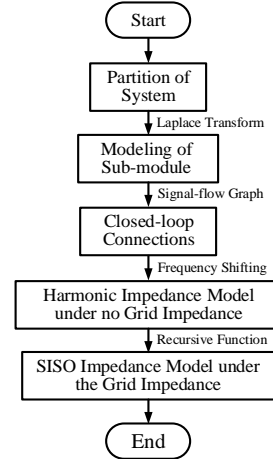 Start
Partition of
System
Laplace Transform
Modeling of
Sub-module
Signal-flow Graph
Closed-loop
Connections
Frequency Shifting
Harmonic Impedance Model
under no Grid Impedance
Recursive Function
SISO Impedance Model under
the Grid Impedance
End